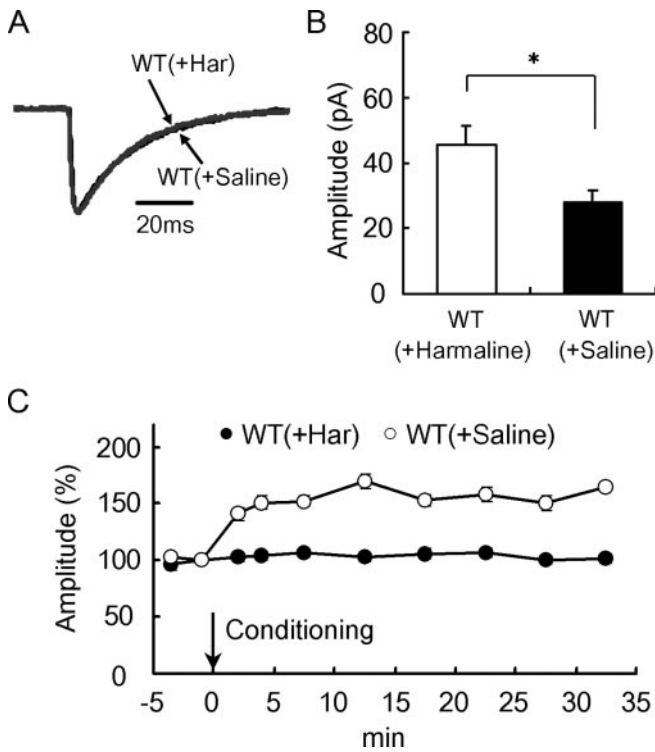 A
WT(+Har)
WT(+Saline)
20ms
B
80
60
40
20
0
Amplitude (pA)
*
WT
(+Harmaline)
WT
(+Saline)
C
WT(+Har) WT(+Saline)
200
150
100
50
0
Amplitude (%)
Conditioning
-5 0 5 10 15 20 25 30 35
min